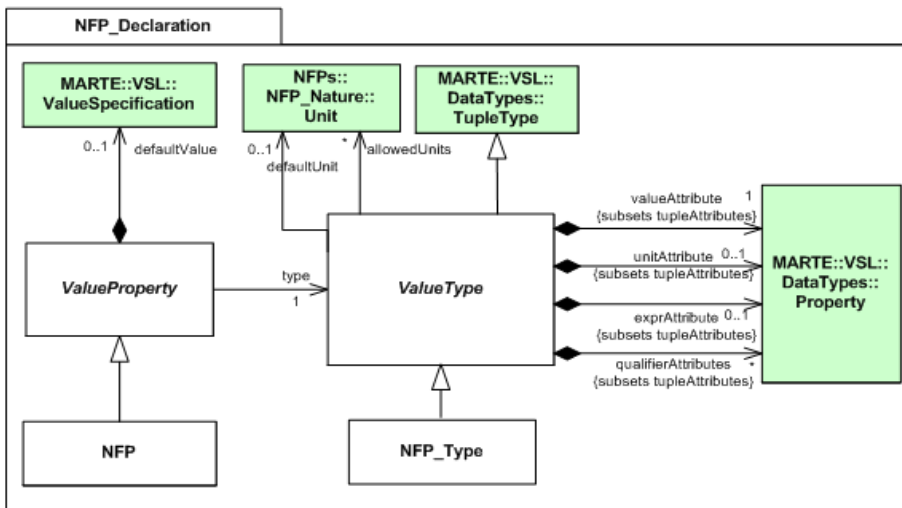 NFP_Declaration
MARTE::VSL::
ValueSpecification
NFPs::
NFP_Nature::
Unit
MARTE::VSL::
DataTypes::
TupleType
0..1
defaultValue
0..1
defaultUnit
*
allowedUnits
valueAttribute
1
{subsets tupleAttributes}
unitAttribute
0..1
{subsets tupleAttributes}
exprAttribute
0..1
{subsets tupleAttributes}
qualifierAttributes
*
{subsets tupleAttributes}
MARTE::VSL::
DataTypes::
Property
ValueProperty
type
1
ValueType
NFP
NFP_Type